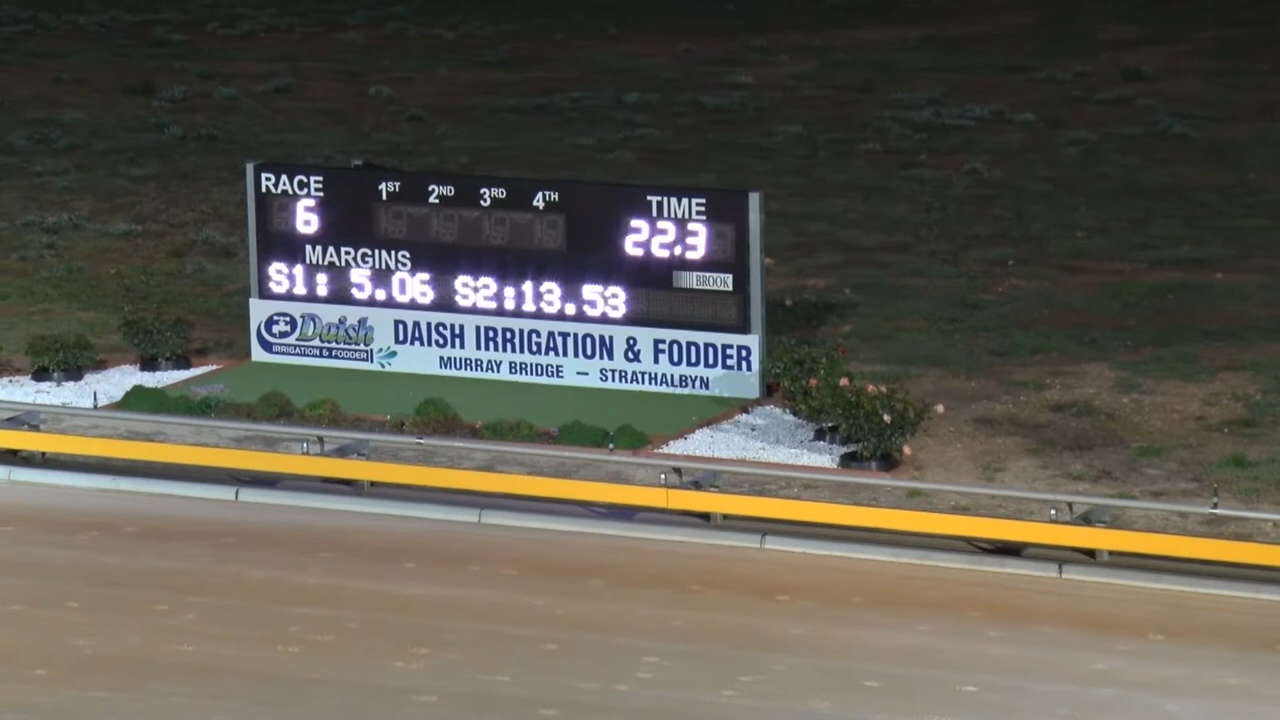 RACE 1ST 2ND 3RD 4TH TIME
6 22.3
MARGINS
BROOK
S1: 5.06 S2:13.53
Daish DAISH IRRIGATION & FODDER
IRRIGATION & FODDER MURRAY BRIDGE – STRATHALBYN